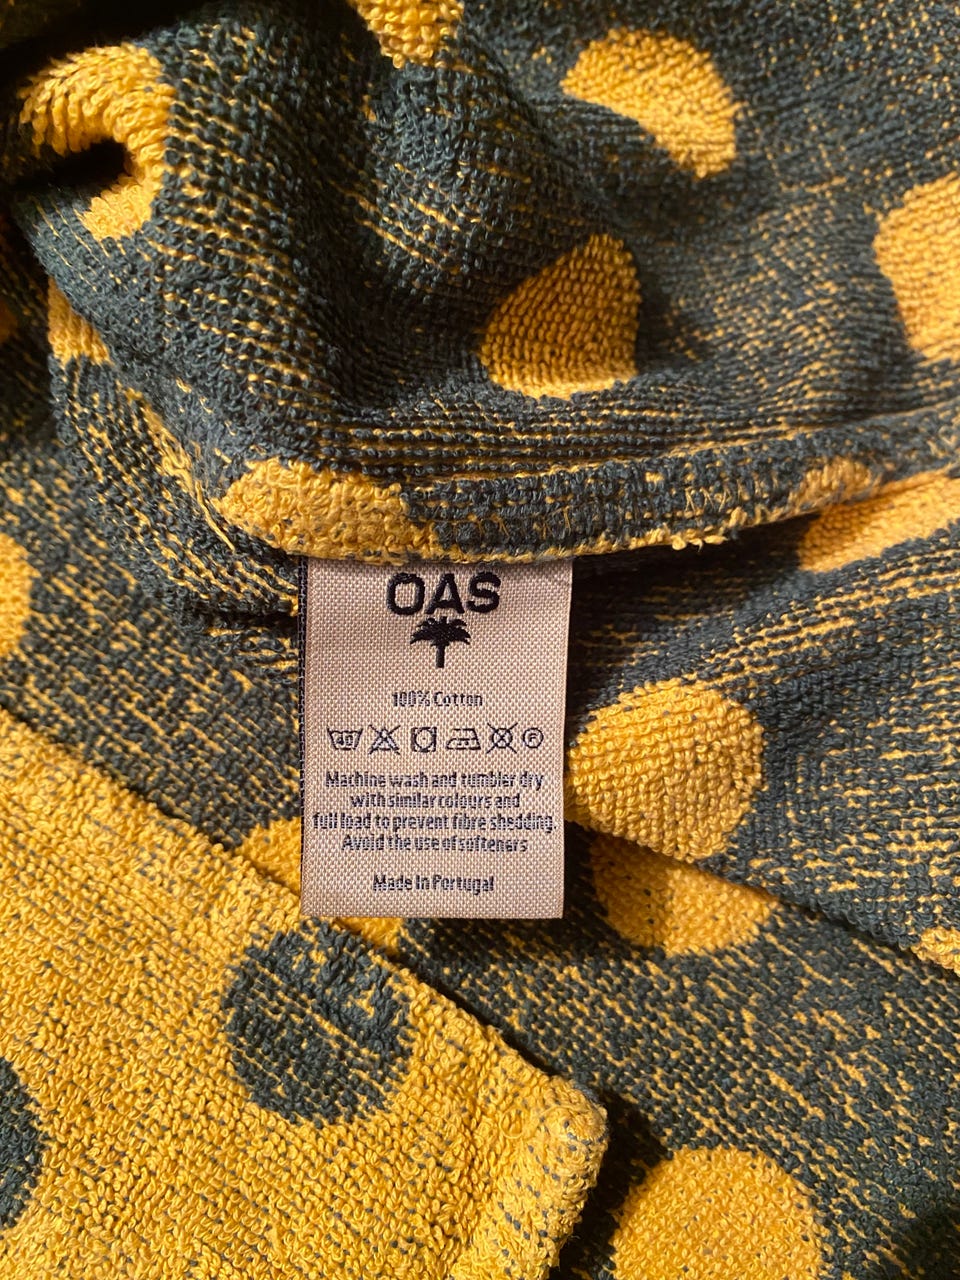 OAS
100% Cotton
40 F
Machine wash and tumbler dry
with similar colours and
full load to prevent fibre shedding.
Avoid the use of softeners
Made in Portugal